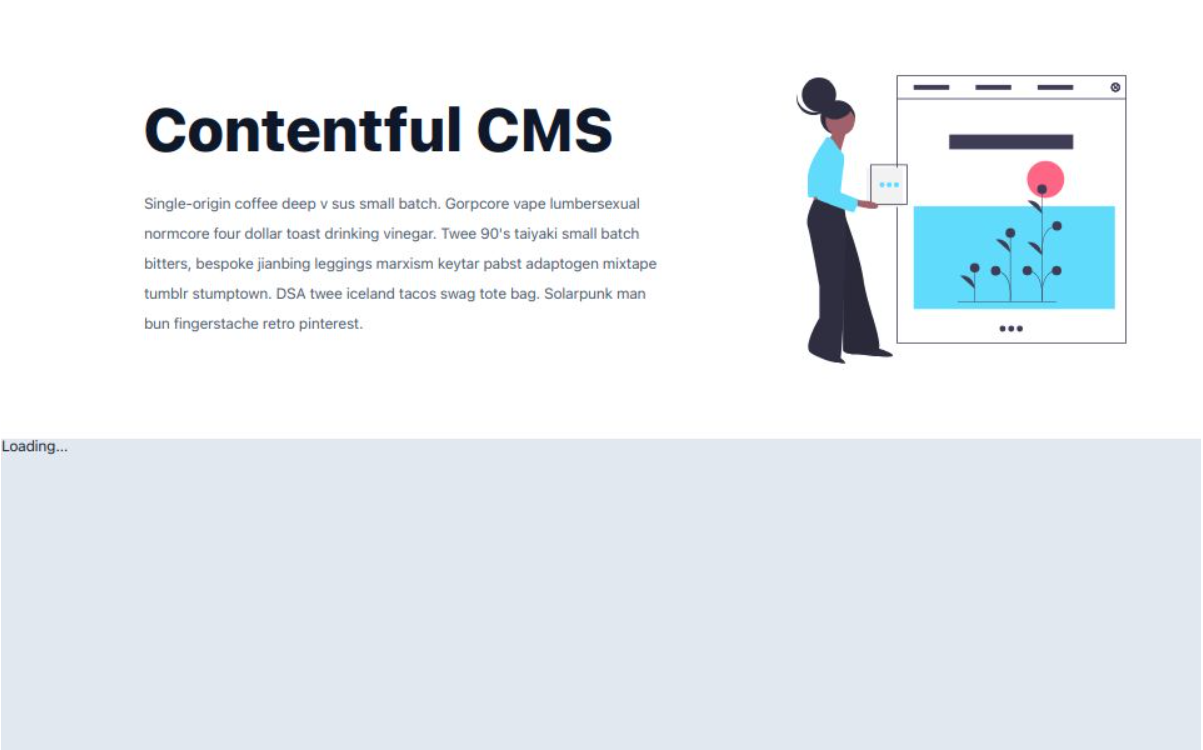 Contentful CMS
Single-origin coffee deep v sus small batch. Gorpcore vape lumbersexual
normcore four dollar toast drinking vinegar. Twee 90's taiyaki small batch
bitters, bespoke jianbing leggings marxism keytar pabst adaptogen mixtape
tumblr stumptown. DSA twee iceland tacos swag tote bag. Solarpunk man
bun fingerstache retro pinterest.
Loading...